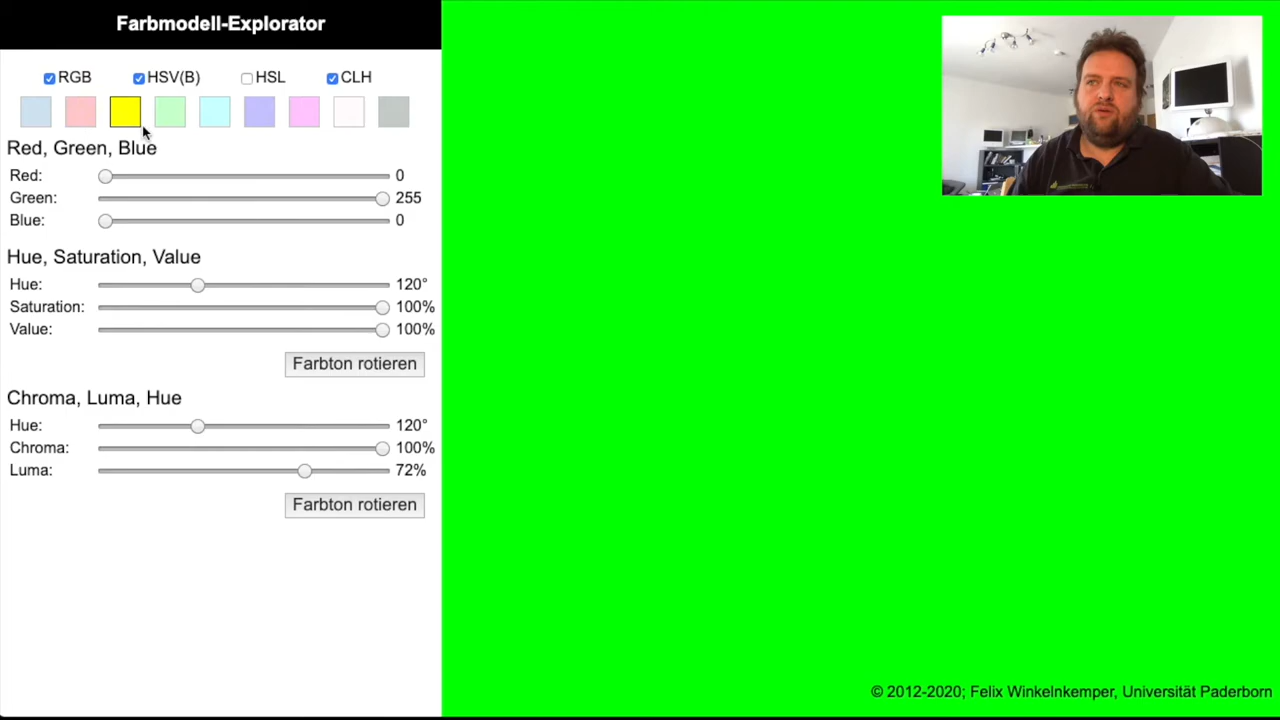 Farbmodell-Explorator
RGB HSV(B) HSL CLH
Red, Green, Blue
Red: 0
Green: 255
Blue: 0
Hue, Saturation, Value
Hue: 120°
Saturation: 100%
Value: 100%
Farbton rotieren
Chroma, Luma, Hue
Hue: 120°
Chroma: 100%
Luma: 72%
Farbton rotieren
© 2012-2020; Felix Winkelnkemper, Universität Paderborn